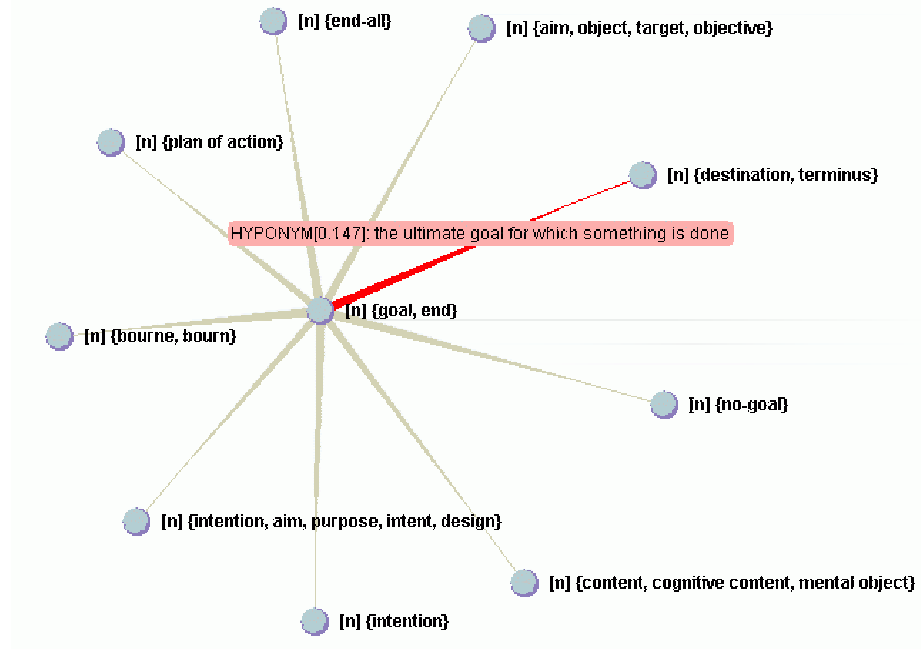 [n] {end-all}
[n] {aim, object, target, objective}
[n] {plan of action}
[n] {destination, terminus}
HYPONYM[0.147]: the ultimate goal for which something is done
[n] {goal, end}
[n] {bourne, bourn}
]n] {no-goal}
[n] {intention, aim, purpose, intent, design}
[n] {content, cognitive content, mental object}
[n] {intention}